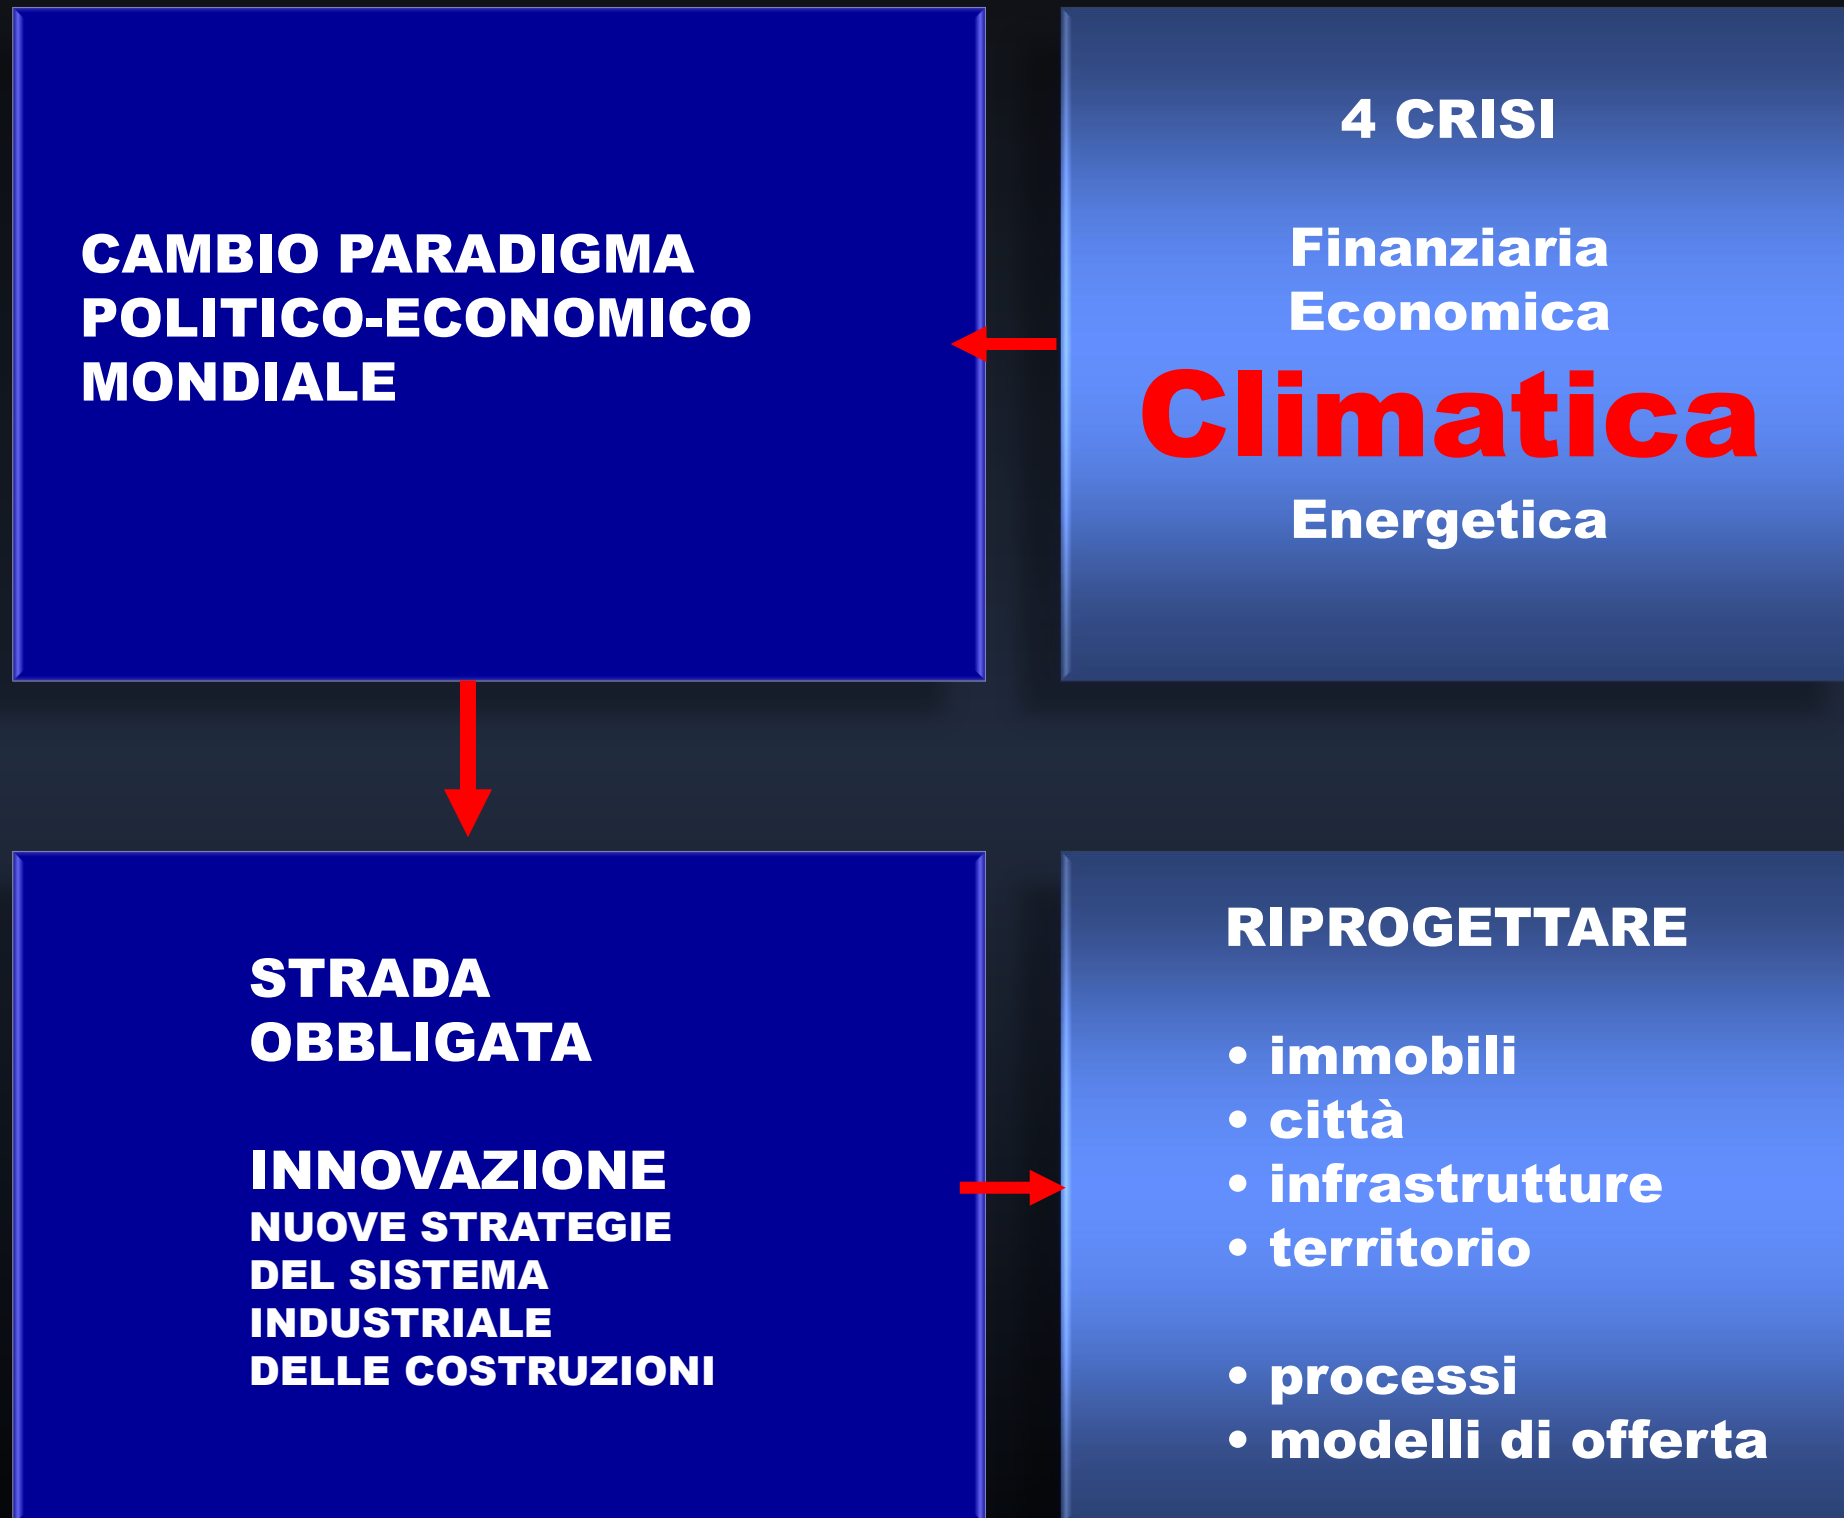 CAMBIO PARADIGMA
POLITICO-ECONOMICO
MONDIALE
4 CRISI
Finanziaria
Economica
Climatica
Energetica
STRADA
OBBLIGATA
INNOVAZIONE
NUOVE STRATEGIE
DEL SISTEMA
INDUSTRIALE
DELLE COSTRUZIONI
RIPROGETTARE
• immobili
• città
• infrastrutture
• territorio
• processi
• modelli di offerta